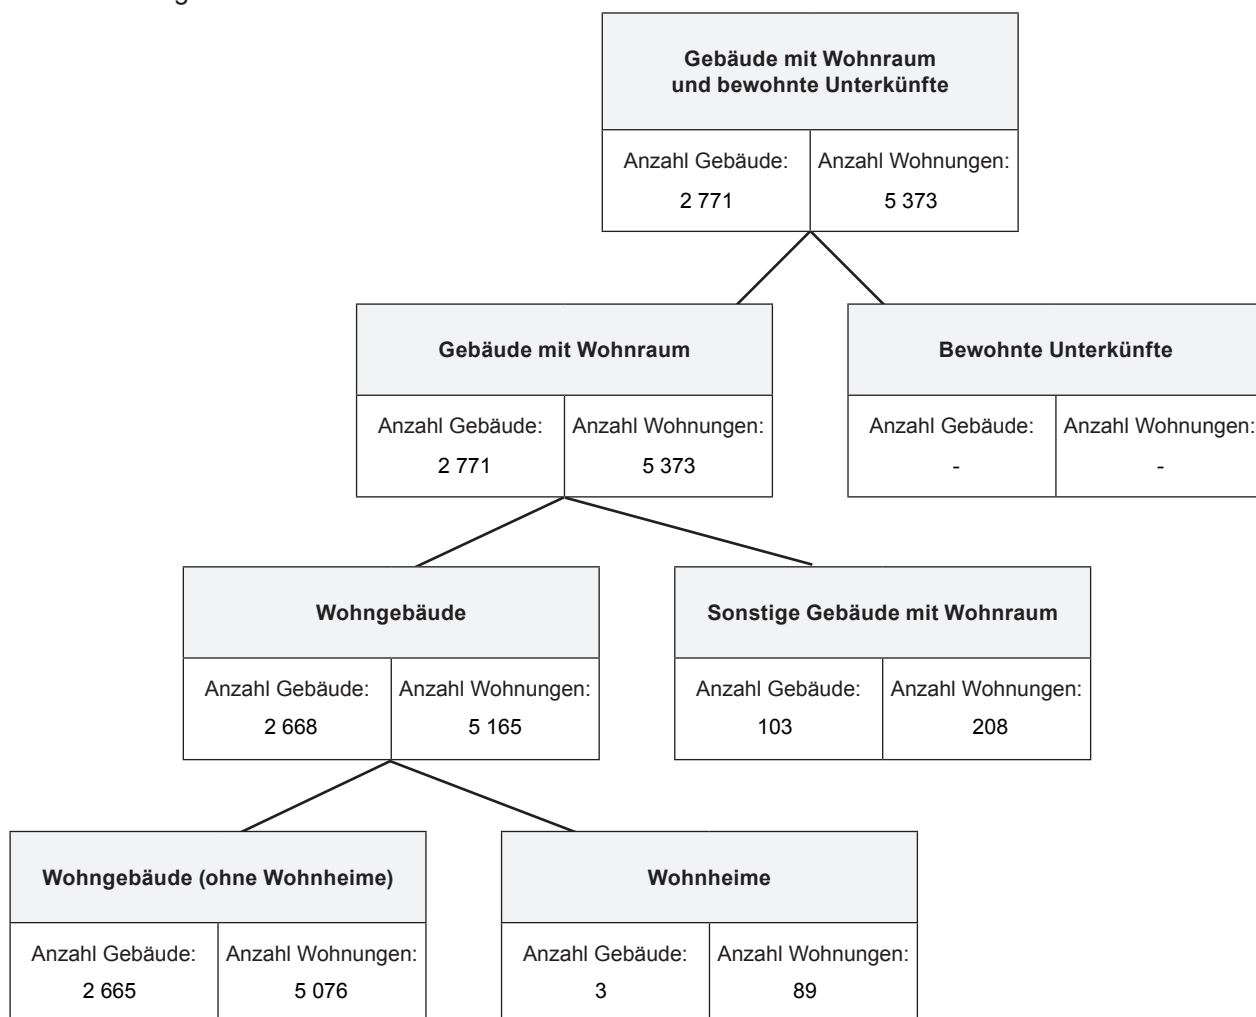 Gebäude mit Wohnraum
und bewohnte Unterkünfte
Anzahl Gebäude: Anzahl Wohnungen:
2 771 5 373
Gebäude mit Wohnraum
Anzahl Gebäude: Anzahl Wohnungen:
2 771 5 373
Bewohnte Unterkünfte
Anzahl Gebäude: Anzahl Wohnungen:
- -
Wohngebäude
Anzahl Gebäude: Anzahl Wohnungen:
2 668 5 165
Sonstige Gebäude mit Wohnraum
Anzahl Gebäude: Anzahl Wohnungen:
103 208
Wohngebäude (ohne Wohnheime)
Anzahl Gebäude: Anzahl Wohnungen:
2 665 5 076
Wohnheime
Anzahl Gebäude: Anzahl Wohnungen:
3 89